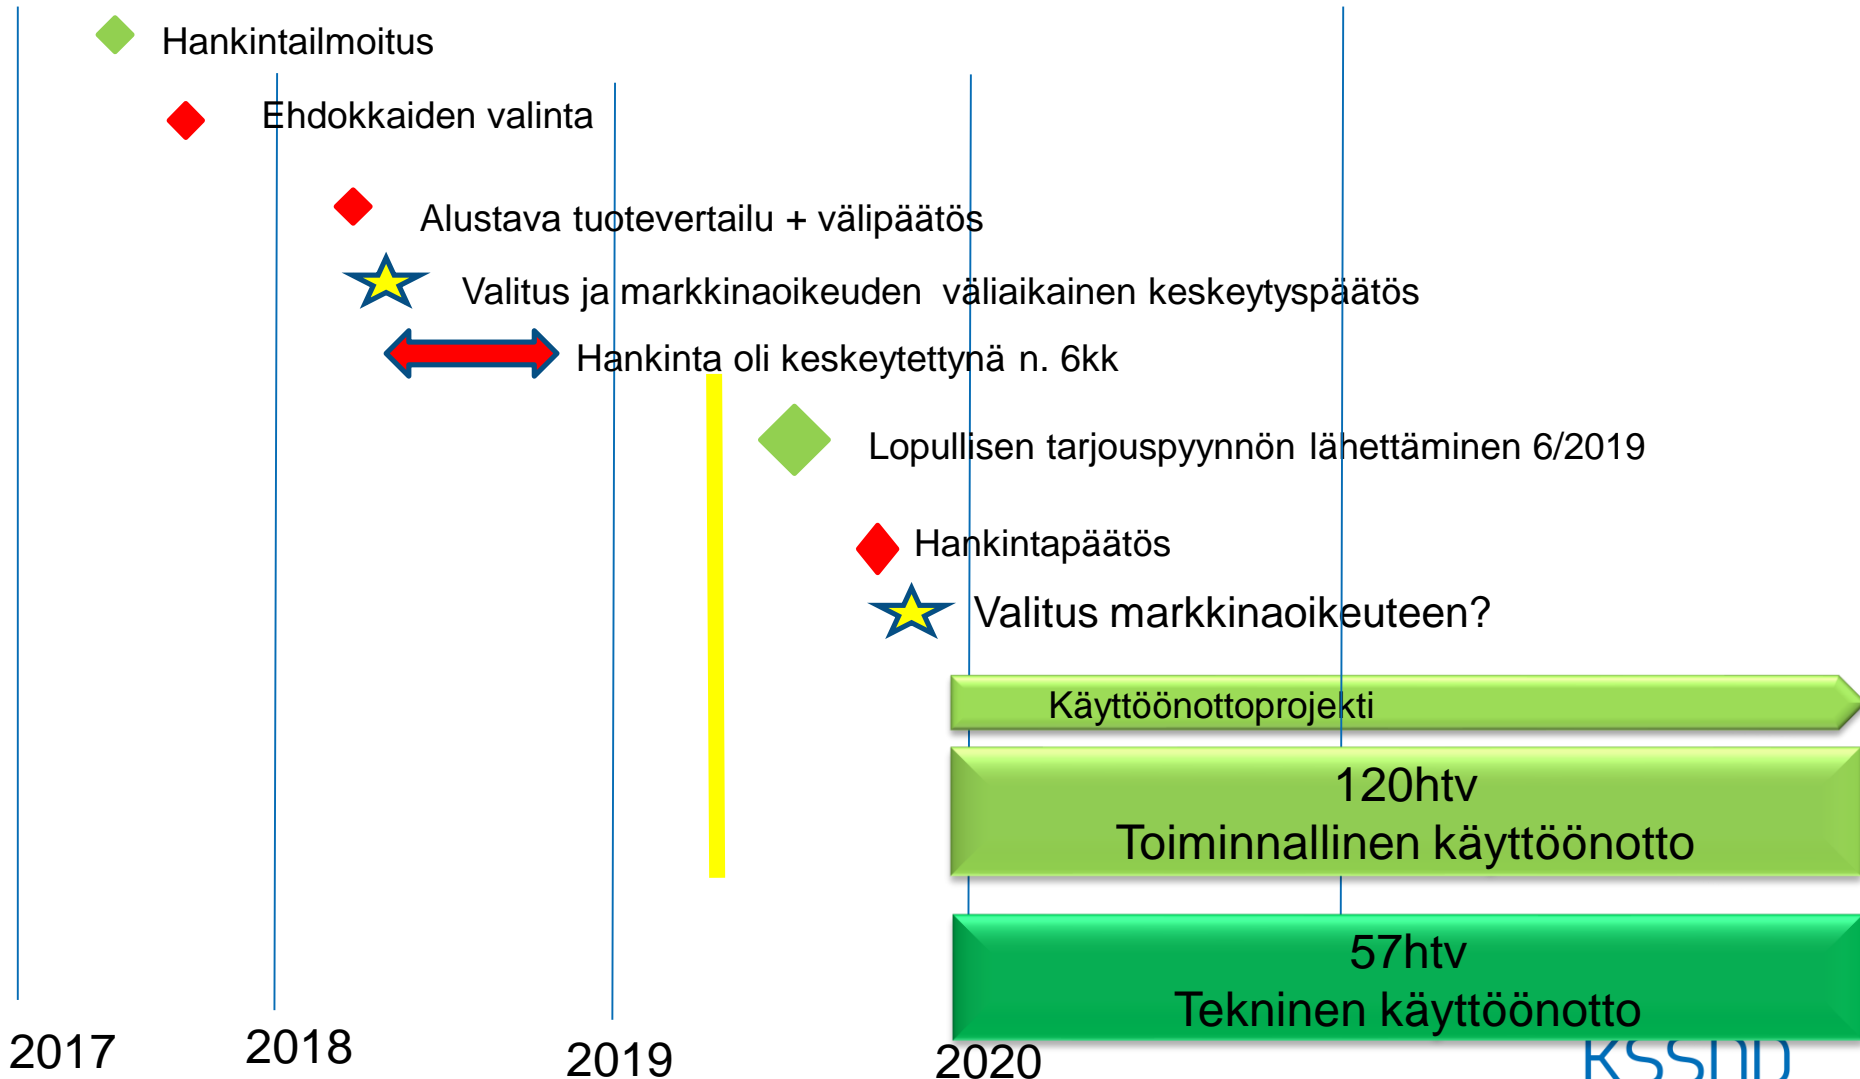 Hankintailmoitus
Ehdokkaiden valinta
Alustava tuotevertailu + välipäätös
Valitus ja markkinaoikeuden väliaikainen keskeytyspäätös
Hankinta oli keskeytettynä n. 6kk
Lopullisen tarjouspyynnön lähettäminen 6/2019
Hankintapäätös
Valitus markkinaoikeuteen?
Käyttöönottoprojekti
120htv
Toiminnallinen käyttöönotto
57htv
Tekninen käyttöönotto
2017
2018
2019
2020